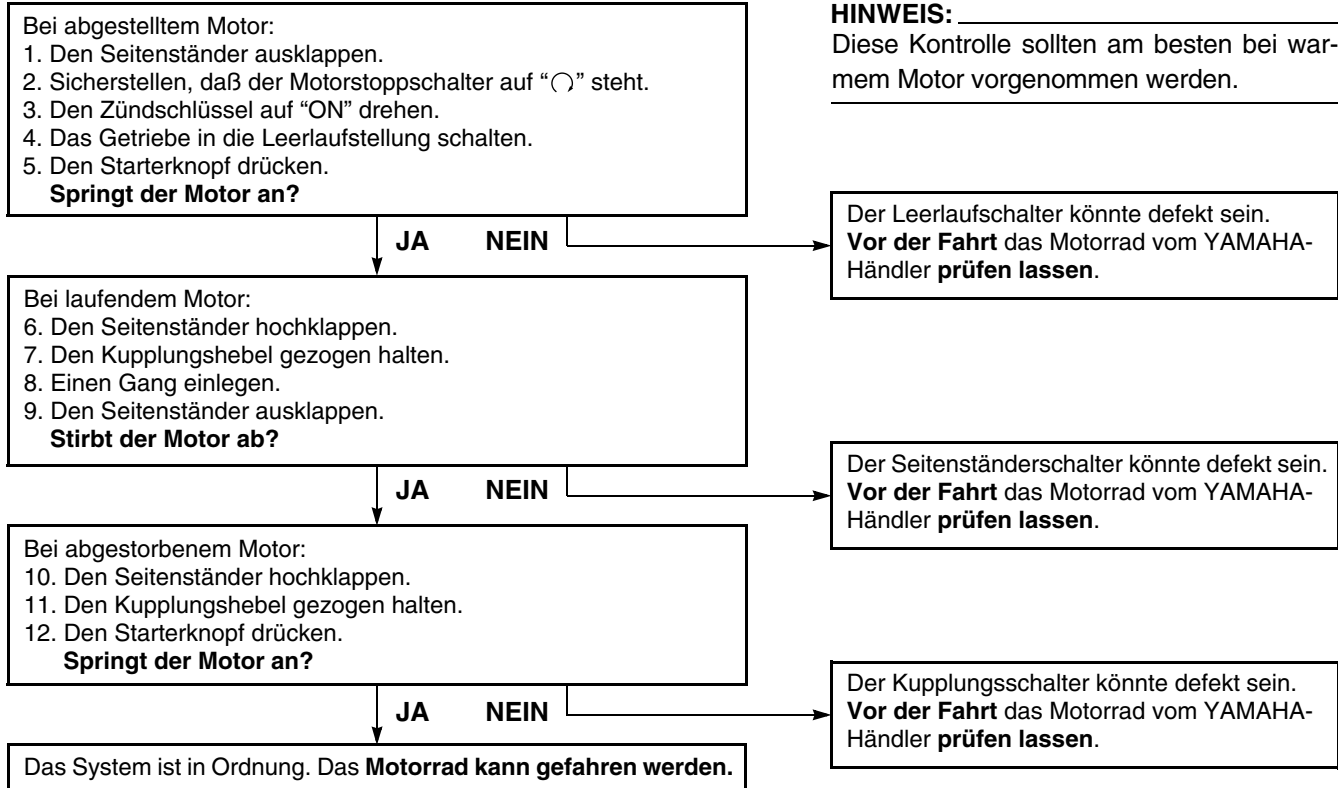 Bei abgestelltem Motor:
1. Den Seitenständer ausklappen.
2. Sicherstellen, daß der Motorstoppschalter auf “○” steht.
3. Den Zündschlüssel auf “ON” drehen.
4. Das Getriebe in die Leerlaufstellung schalten.
5. Den Starterknopf drücken.
Springt der Motor an?
HINWEIS:
Diese Kontrolle sollten am besten bei war-
mem Motor vorgenommen werden.
JA NEIN
Der Leerlaufschalter könnte defekt sein.
Vor der Fahrt das Motorrad vom YAMAHA-
Händler prüfen lassen.
Bei laufendem Motor:
6. Den Seitenständer hochklappen.
7. Den Kupplungshebel gezogen halten.
8. Einen Gang einlegen.
9. Den Seitenständer ausklappen.
Stirbt der Motor ab?
JA NEIN
Der Seitenständerschalter könnte defekt sein.
Vor der Fahrt das Motorrad vom YAMAHA-
Händler prüfen lassen.
Bei abgestorbenem Motor:
10. Den Seitenständer hochklappen.
11. Den Kupplungshebel gezogen halten.
12. Den Starterknopf drücken.
Springt der Motor an?
JA NEIN
Der Kupplungsschalter könnte defekt sein.
Vor der Fahrt das Motorrad vom YAMAHA-
Händler prüfen lassen.
Das System ist in Ordnung. Das Motorrad kann gefahren werden.